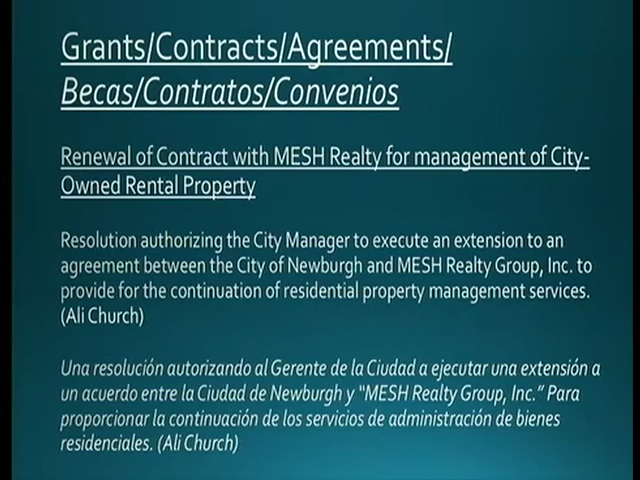 Grants/Contracts/Agreements/
Becas/Contratos/Convenios
Renewal of Contract with MESH Realty for management of City-
Owned Rental Property
Resolution authorizing the City Manager to execute an extension to an
agreement between the City of Newburgh and MESH Realty Group, Inc. to
provide for the continuation of residential property management services.
(Ali Church)
Una resolución autorizando al Gerente de la Ciudad a ejecutar una extensión a
un acuerdo entre la Ciudad de Newburgh y “MESH Realty Group, Inc.” Para
proporcionar la continuación de los servicios de administración de bienes
residenciales. (Ali Church)